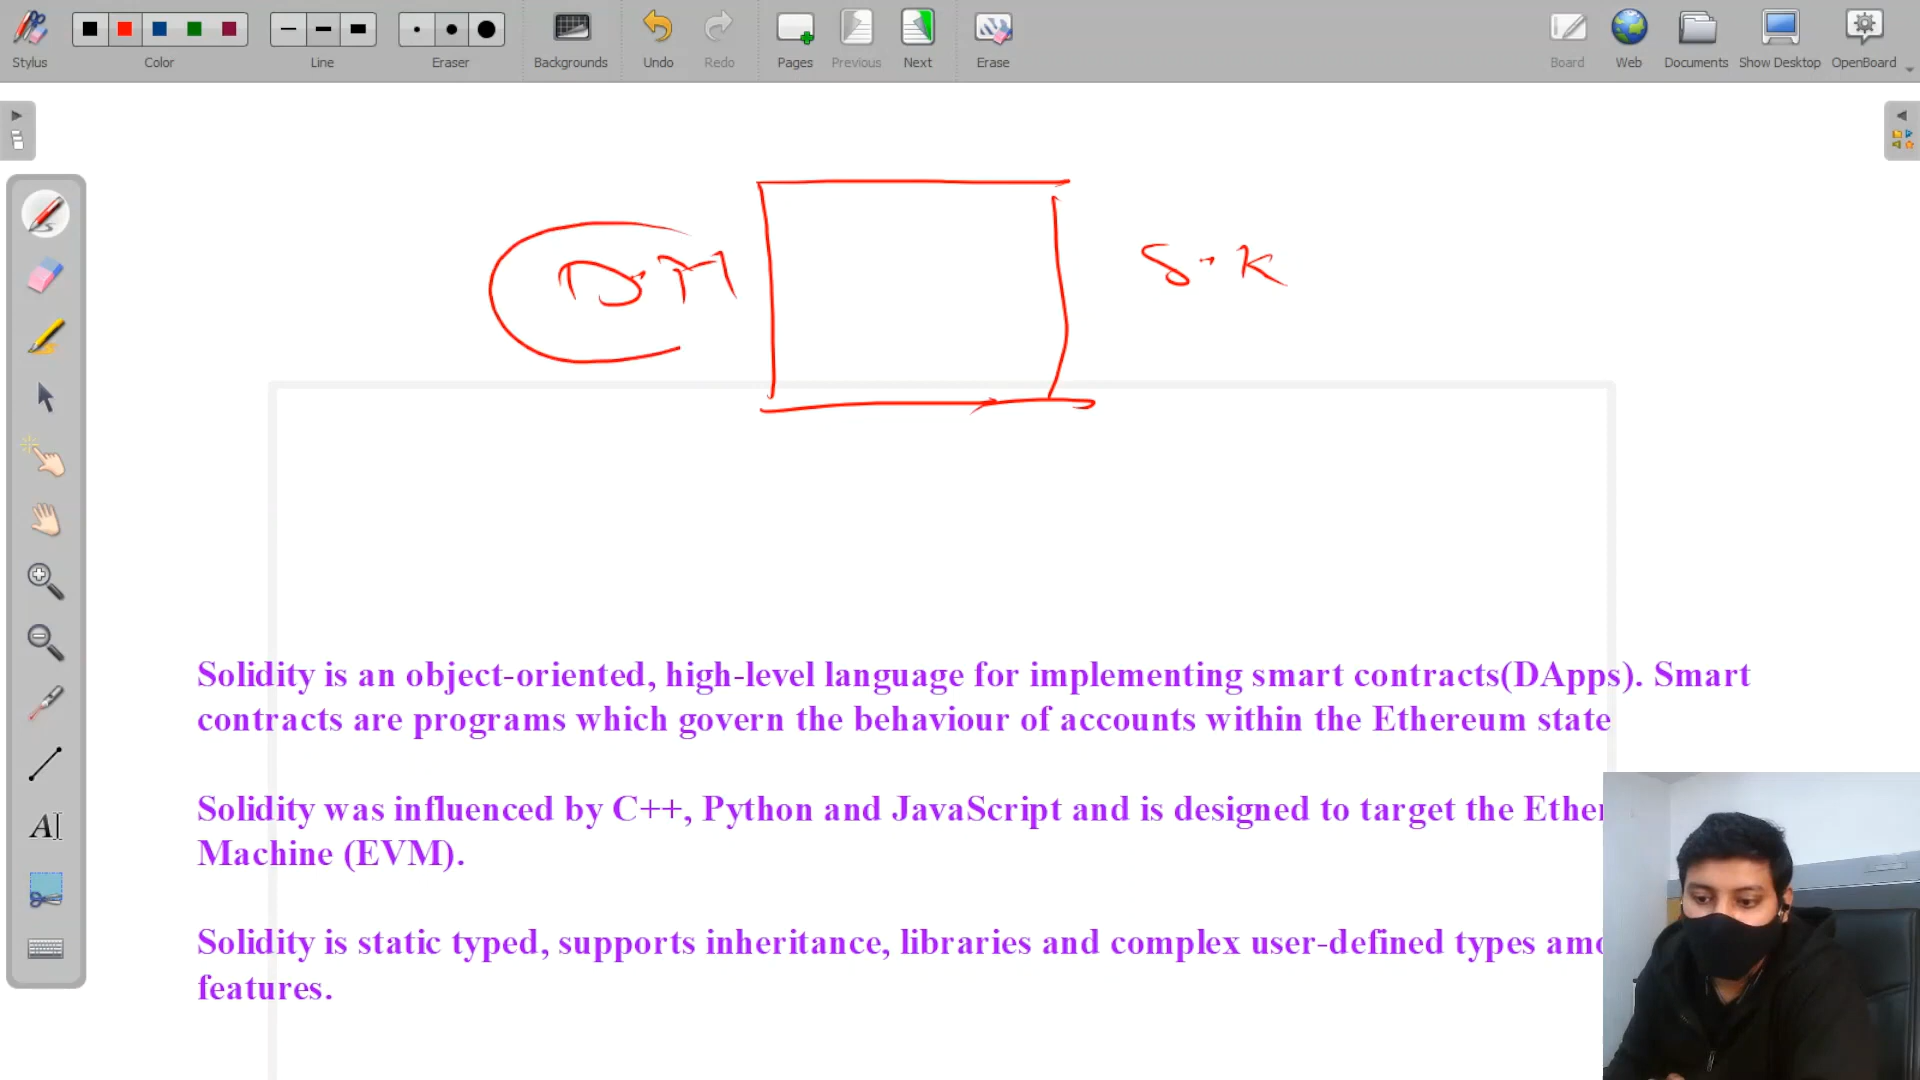 Stylus Color Line Eraser Backgrounds Undo Redo Pages Previous Next Erase Board Web Documents Show Desktop OpenBoard
D.M
S.K
Solidity is an object-oriented, high-level language for implementing smart contracts(DApps). Smart
contracts are programs which govern the behaviour of accounts within the Ethereum state
Solidity was influenced by C++, Python and JavaScript and is designed to target the Ether
Machine (EVM).
Solidity is static typed, supports inheritance, libraries and complex user-defined types amo
features.